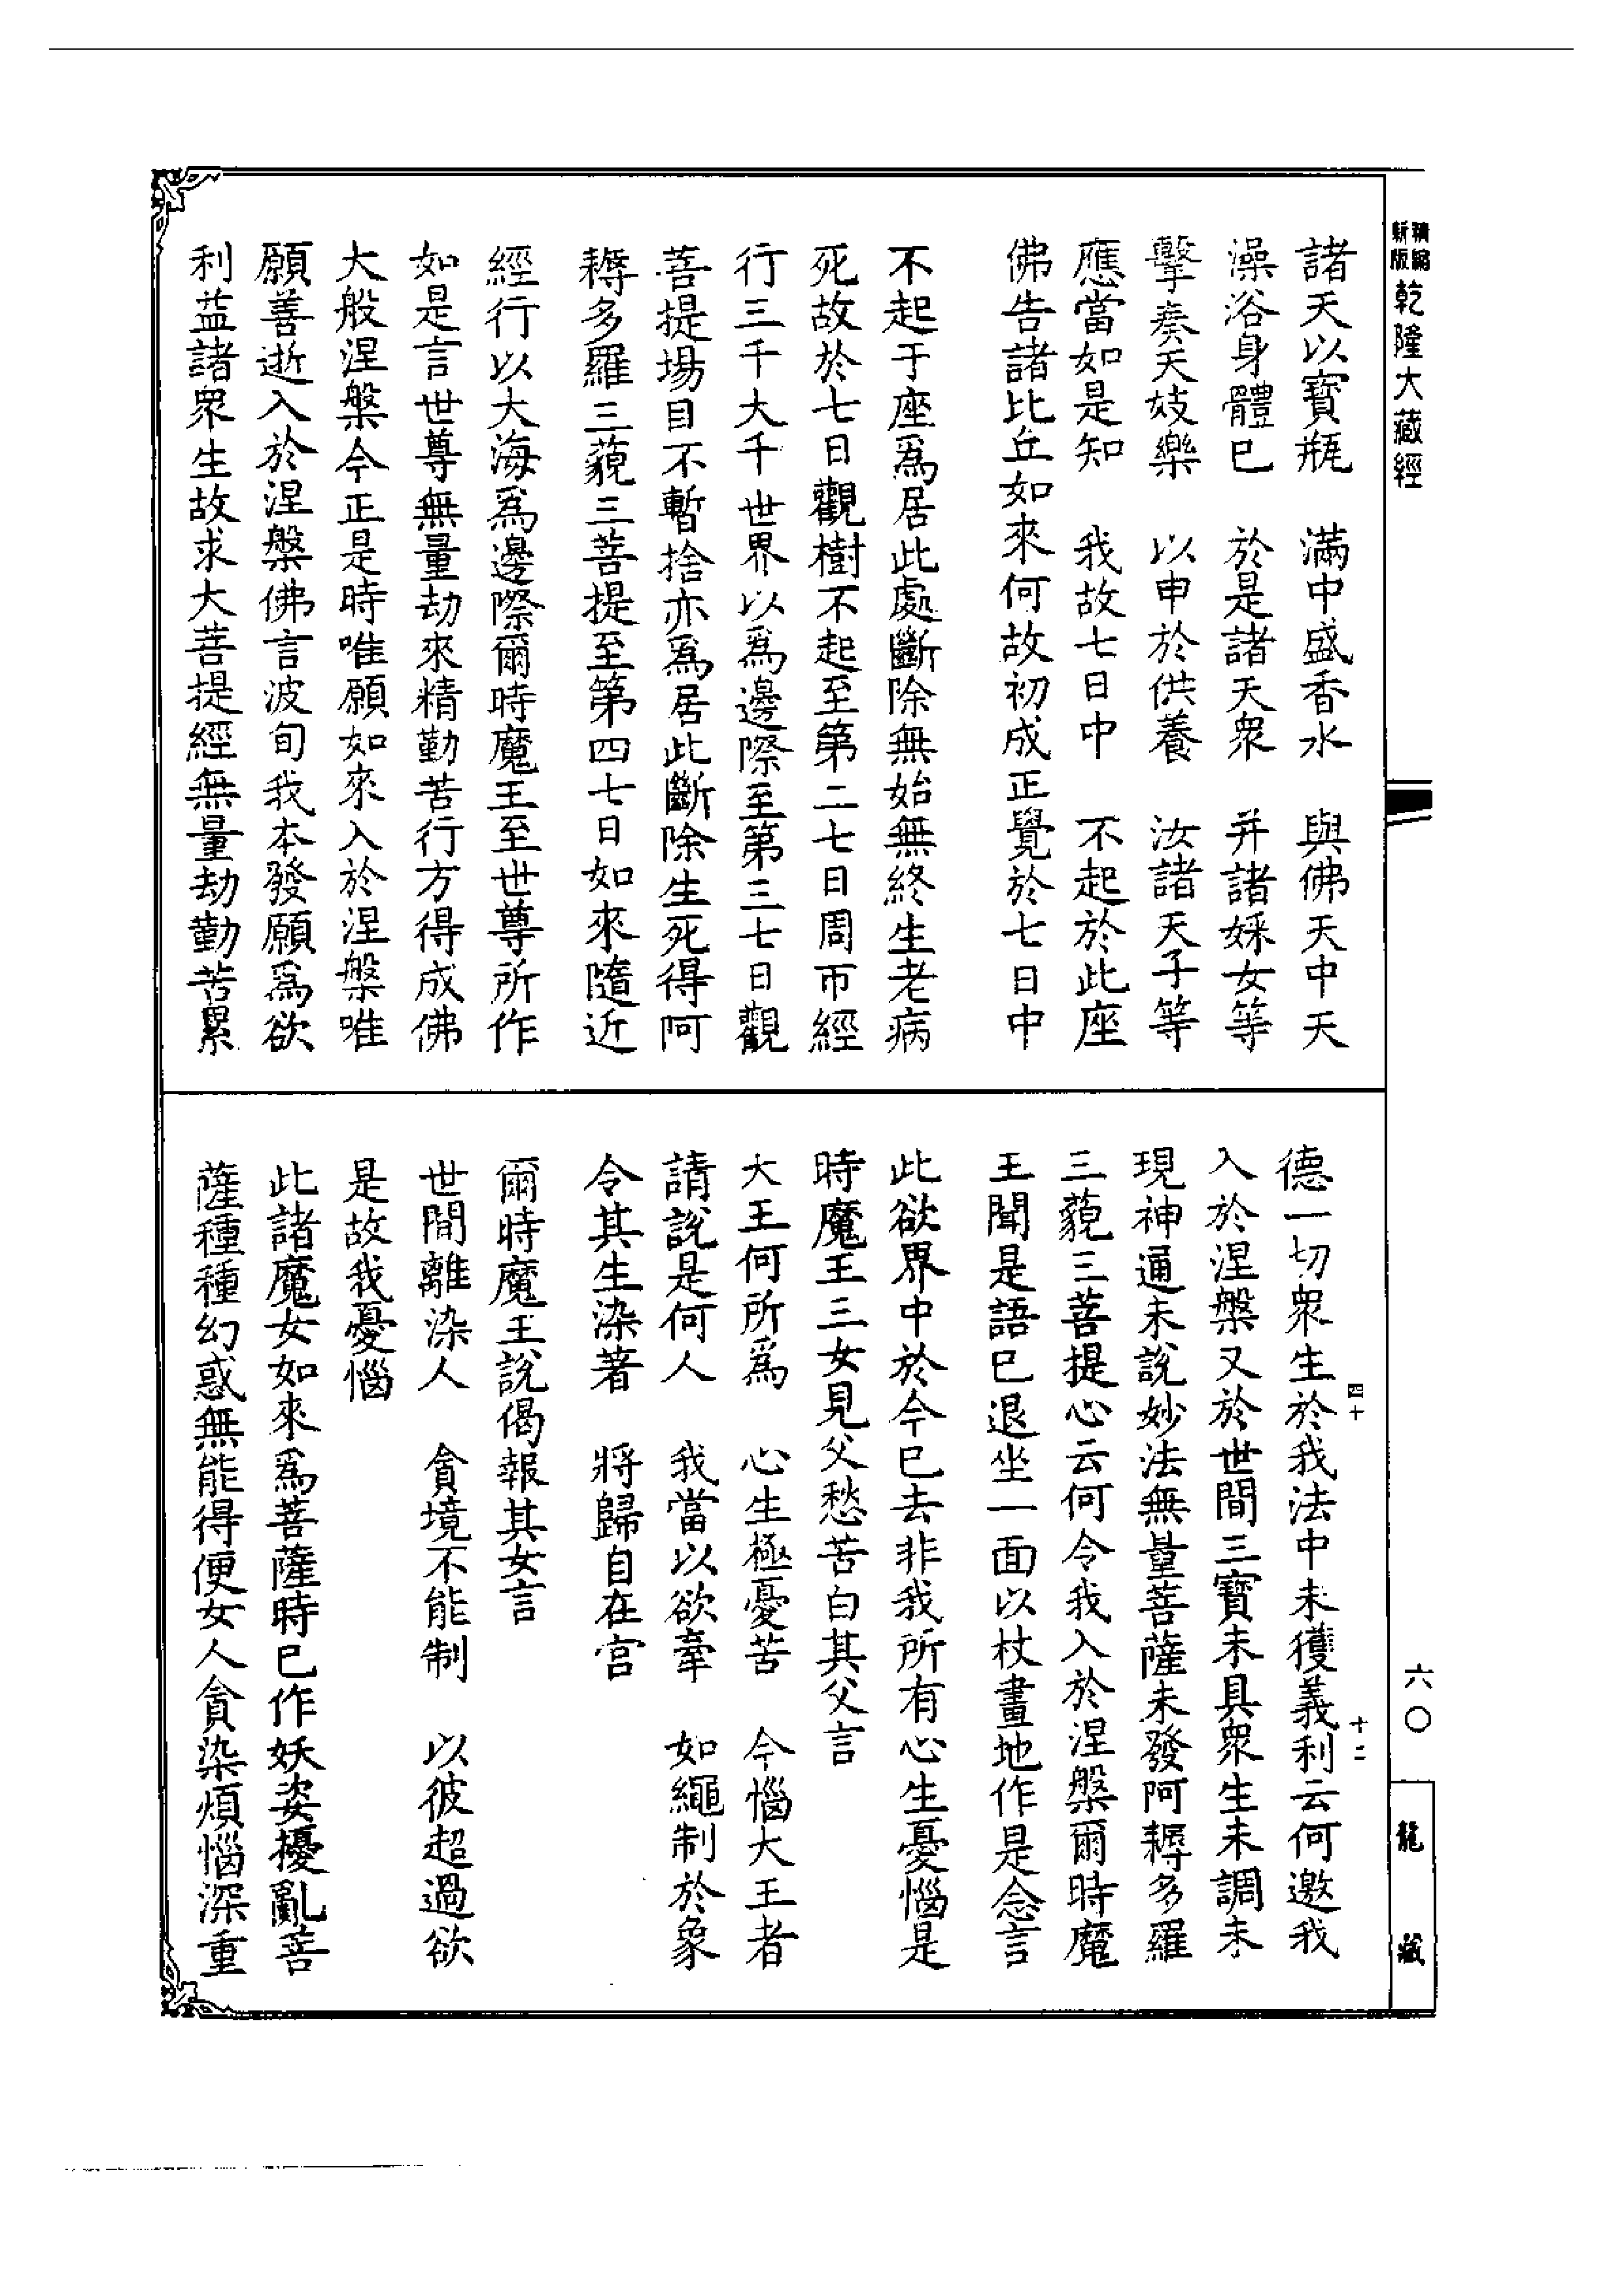 精縮新版
乾隆大藏經
諸天以寶瓶　滿中盛香水　與佛天中天
澡浴身體已　於是諸天眾　并諸婇女等
擊奏天妓樂　以申於供養　汝諸天子等
應當如是知　我故七日中　不起於此座
佛告諸比丘如來何故初成正覺於七日中
不起于座爲居此處斷除無始無終生老病
死故於七日觀樹不起至第二七日周帀經
行三千大千世界以爲邊際至第三七日觀
菩提場目不暫捨亦爲居此斷除生死得阿
耨多羅三藐三菩提至第四七日如來隨近
經行以大海爲邊際爾時魔王至世尊所作
如是言世尊無量劫來精勤苦行方得成佛
大般涅槃今正是時唯願如來入於涅槃唯
願善逝入於涅槃佛言波旬我本發願爲欲
利益諸眾生故求大菩提經無量劫勤苦累
四十
十二
德一切眾生於我法中未獲義利云何邀我
入於涅槃又於世間三寶未具眾生未調未
現神通未說妙法無量菩薩未發阿耨多羅
三藐三菩提心云何令我入於涅槃爾時魔
王聞是語已退坐一面以杖畫地作是念言
此欲界中於今已去非我所有心生憂惱是
時魔王三女見父愁苦白其父言
大王何所爲　心生極憂苦　今惱大王者
請說是何人　我當以欲牽　如繩制於象
令其生染著　將歸自在宮
爾時魔王說偈報其女言
世間離染人　貪境不能制　以彼超過欲
是故我憂惱
此諸魔女如來爲菩薩時已作妖姿擾亂菩
薩種種幻惑無能得便女人貪染煩惱深重
六〇
龍藏